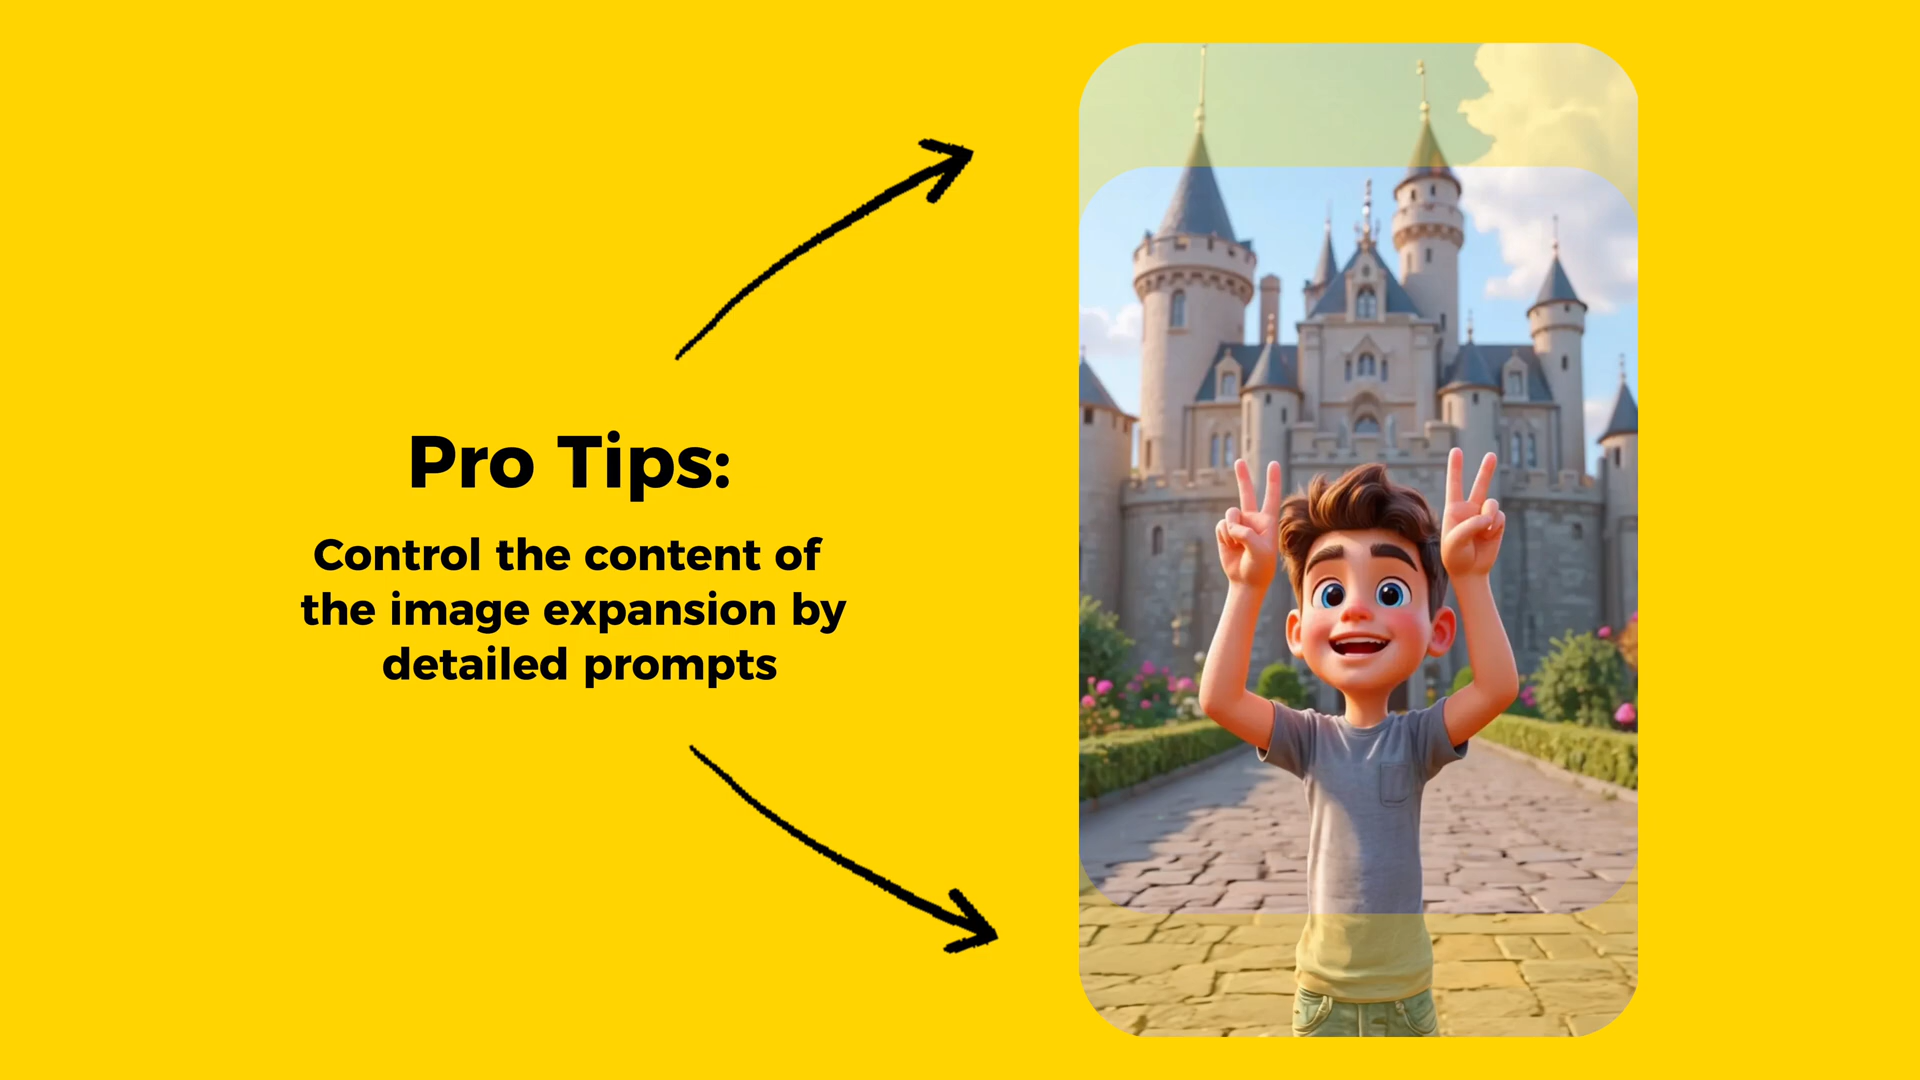 Pro Tips:
Control the content of
the image expansion by
detailed prompts